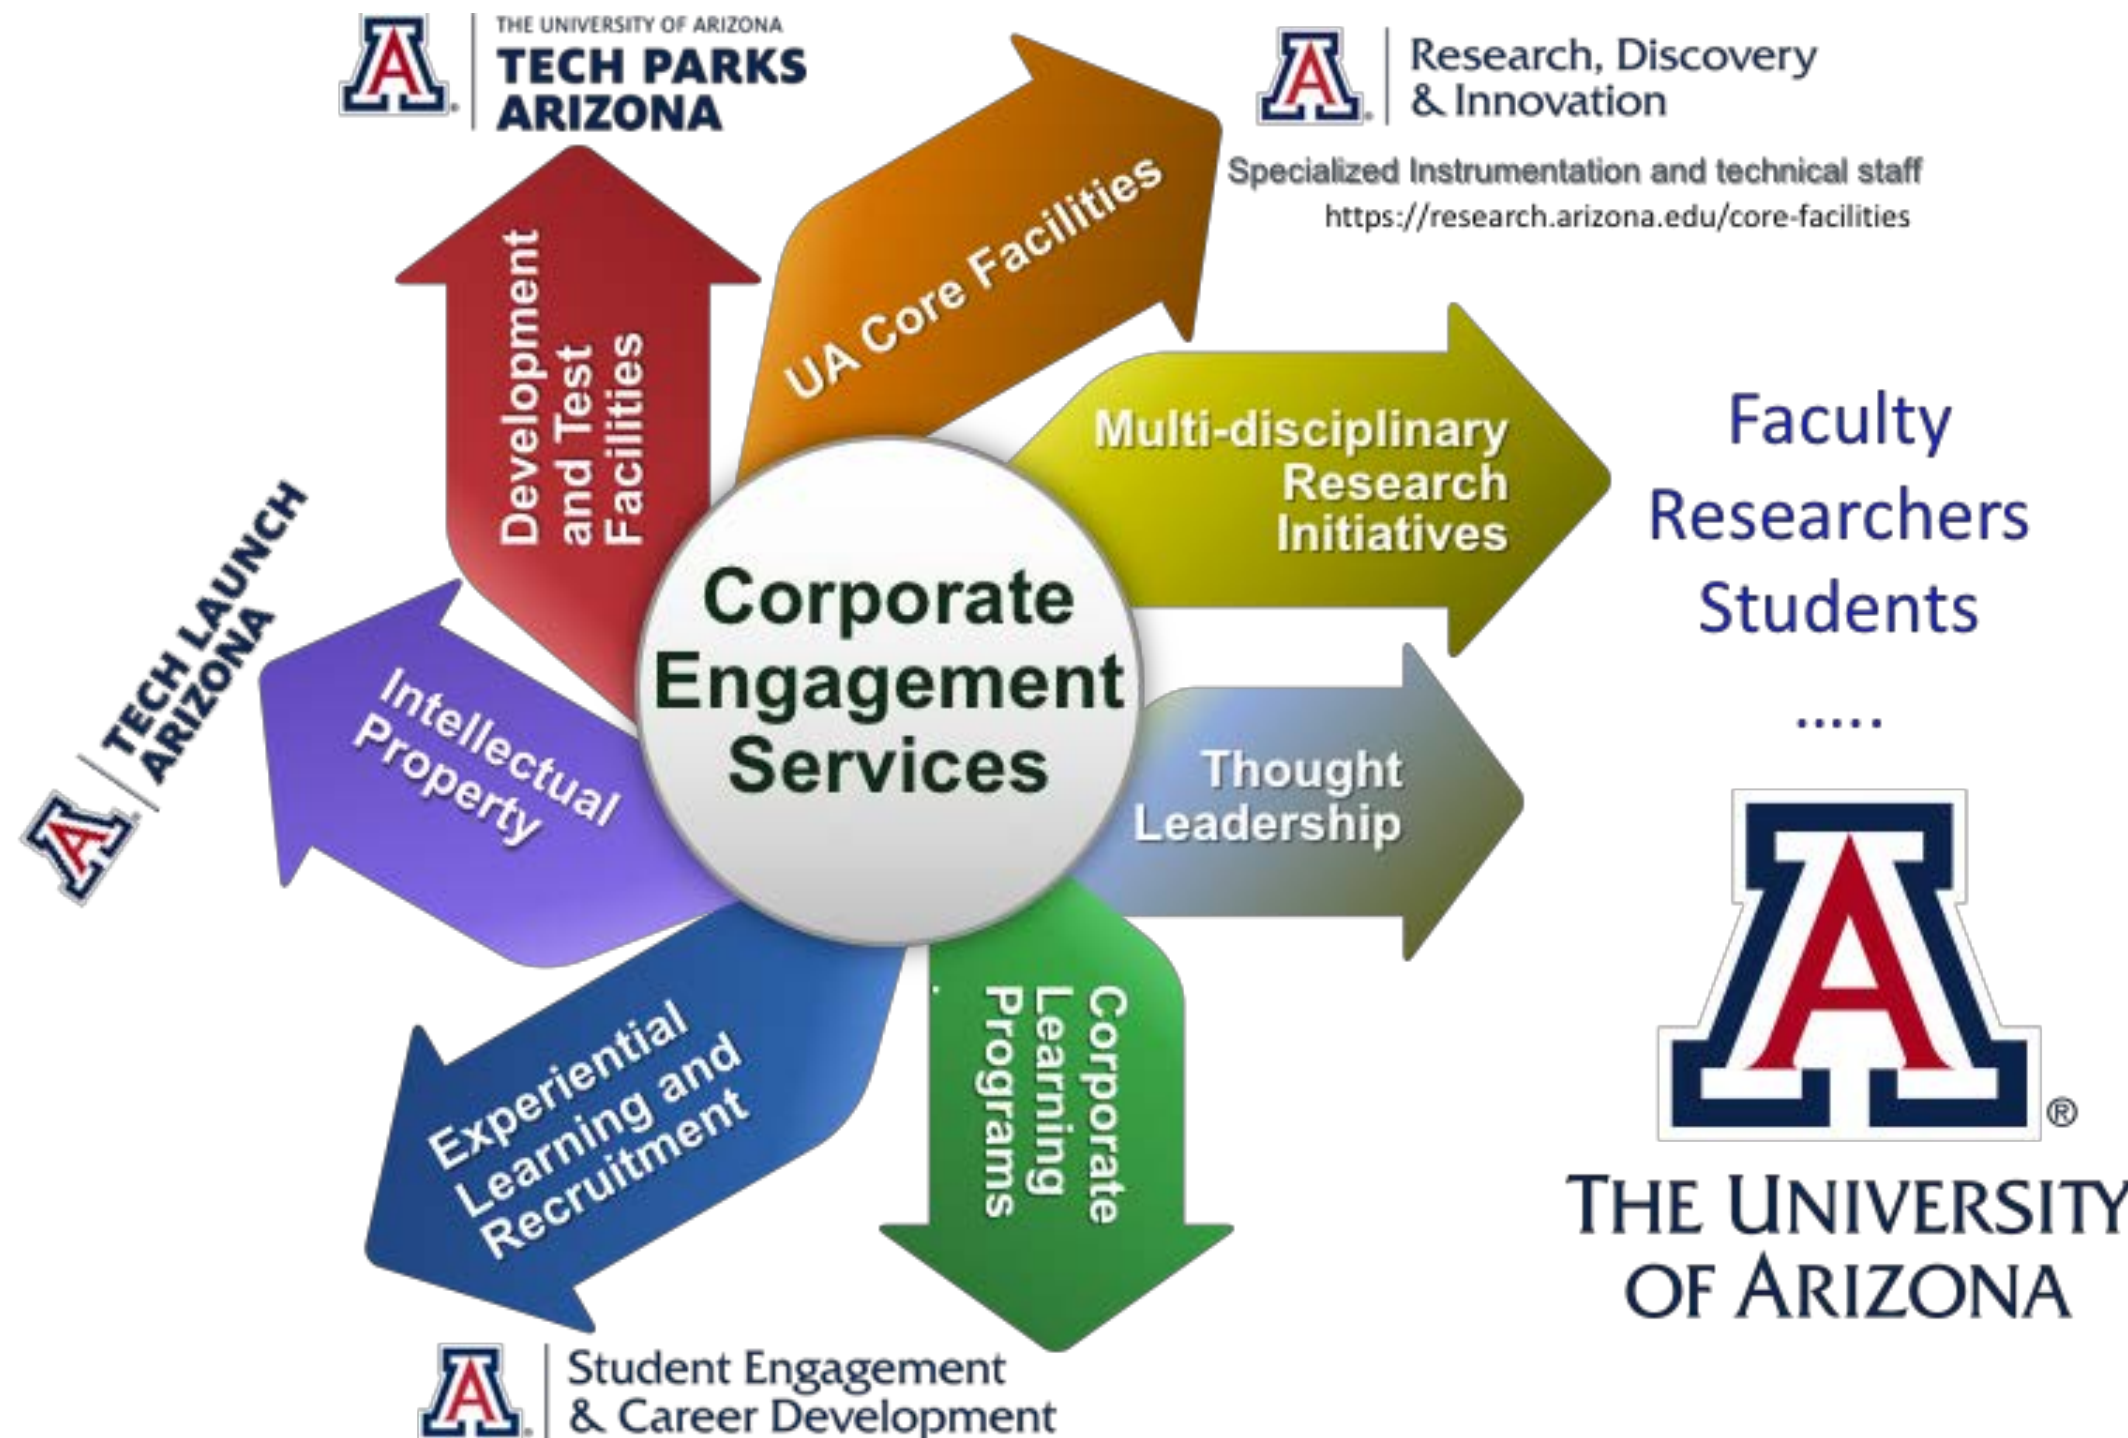 THE UNIVERSITY OF ARIZONA
TECH PARKS
ARIZONA
A
Research, Discovery
& Innovation
A
Specialized Instrumentation and technical staff
https://research.arizona.edu/core-facilities
UA Core Facilities
Development
and Test
Facilities
Multi-disciplinary
Research
Initiatives
Faculty
Researchers
Students
.....
TECH LAUNCH
ARIZONA
A
Intellectual
Property
Corporate
Engagement
Services
Thought
Leadership
Experiential
Learning and
Recruitment
Corporate
Learning
Programs
.
A
®
THE UNIVERSITY
OF ARIZONA
A
Student Engagement
& Career Development